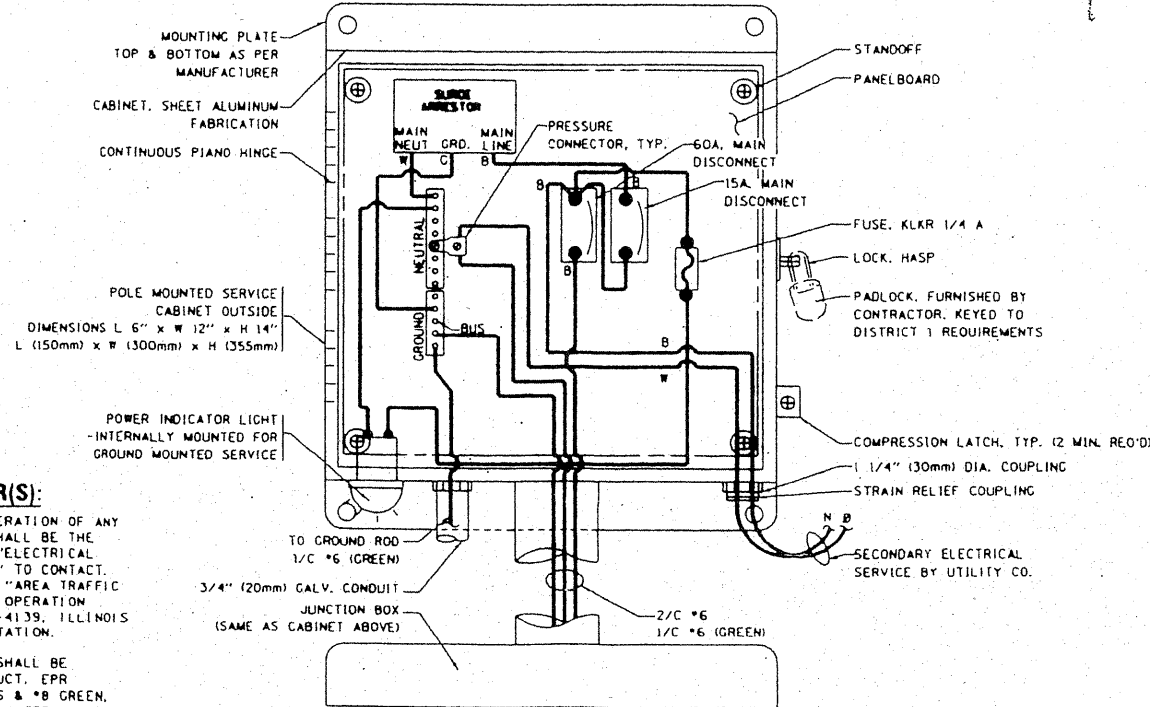 MOUNTING PLATE
TOP & BOTTOM AS PER
MANUFACTURER
CABINET, SHEET ALUMINUM
FABRICATION
CONTINUOUS PIANO HINGE
POLE MOUNTED SERVICE
CABINET OUTSIDE
DIMENSIONS L 6" x W 12" x H 14"
L (150mm) x W (300mm) x H (355mm)
POWER INDICATOR LIGHT
-INTERNALLY MOUNTED FOR
GROUND MOUNTED SERVICE
R(S):
ERATION OF ANY
HALL BE THE
"ELECTRICAL
" TO CONTACT.
"AREA TRAFFIC
OPERATION
-4139, ILLINOIS
TATION.
SHALL BE
UCT, EPR
S & *8 GREEN,
SURGE
ARRESTOR
MAIN
NEUT
GRD.
MAIN
LINE
W
G
B
PRESSURE
CONNECTOR, TYP.
60A, MAIN
DISCONNECT
15A, MAIN
DISCONNECT
B
B
B
NEUTRAL
GROUND
BUS
B
W
STANDOFF
PANELBOARD
FUSE, KLKR 1/4 A
LOCK, HASP
PADLOCK, FURNISHED BY
CONTRACTOR, KEYED TO
DISTRICT 1 REQUIREMENTS
COMPRESSION LATCH, TYP. (2 MIN. REQ'D)
1 1/4" (30mm) DIA. COUPLING
STRAIN RELIEF COUPLING
N Ø
SECONDARY ELECTRICAL
SERVICE BY UTILITY CO.
TO GROUND ROD
1/C *6 (GREEN)
3/4" (20mm) GALV. CONDUIT
JUNCTION BOX
(SAME AS CABINET ABOVE)
2/C *6
1/C *6 (GREEN)